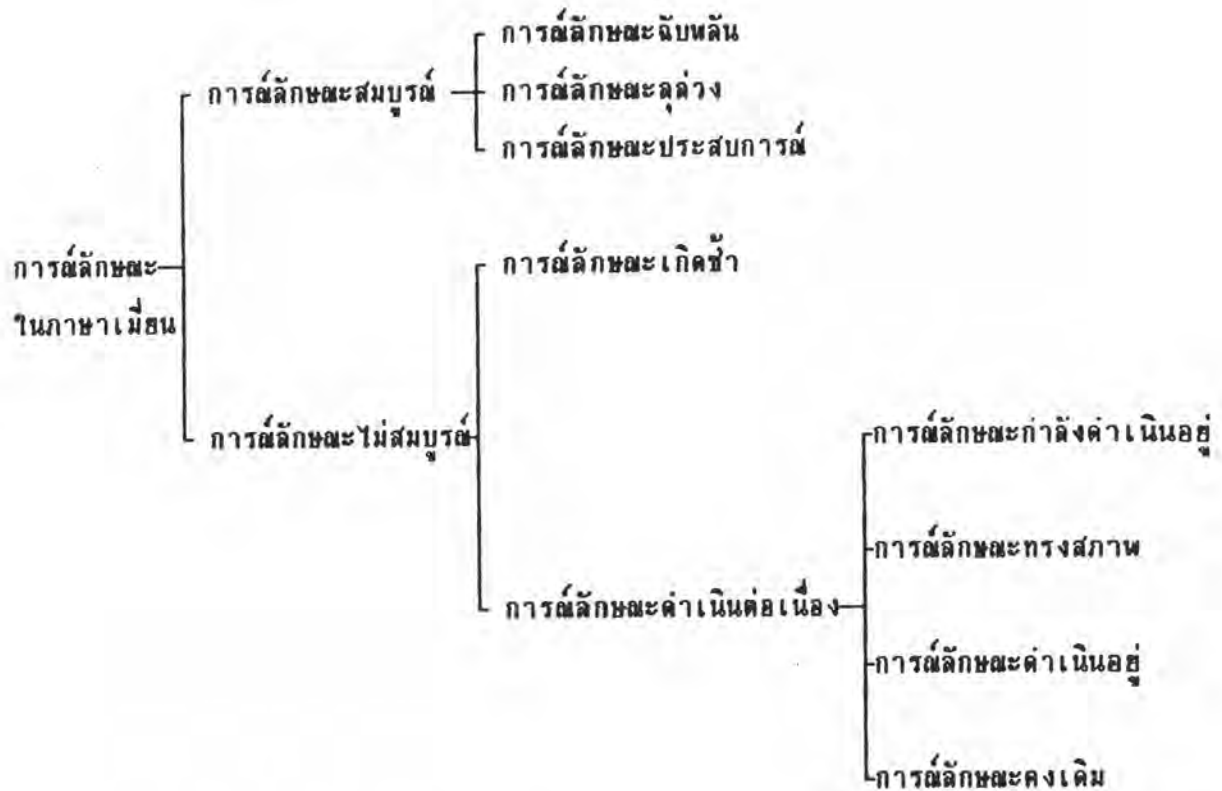 การณ์ลักษณะฉับพลัน
การณ์ลักษณะสมบูรณ์
การณ์ลักษณะลุล่วง
การณ์ลักษณะประสบการณ์
การณ์ลักษณะ
ในภาษาเมี่ยน
การณ์ลักษณะเกิดซ้ำ
การณ์ลักษณะไม่สมบูรณ์
การณ์ลักษณะกำลังดำเนินอยู่
การณ์ลักษณะทรงสภาพ
การณ์ลักษณะดำเนินต่อเนื่อง
การณ์ลักษณะดำเนินอยู่
การณ์ลักษณะคงเดิม